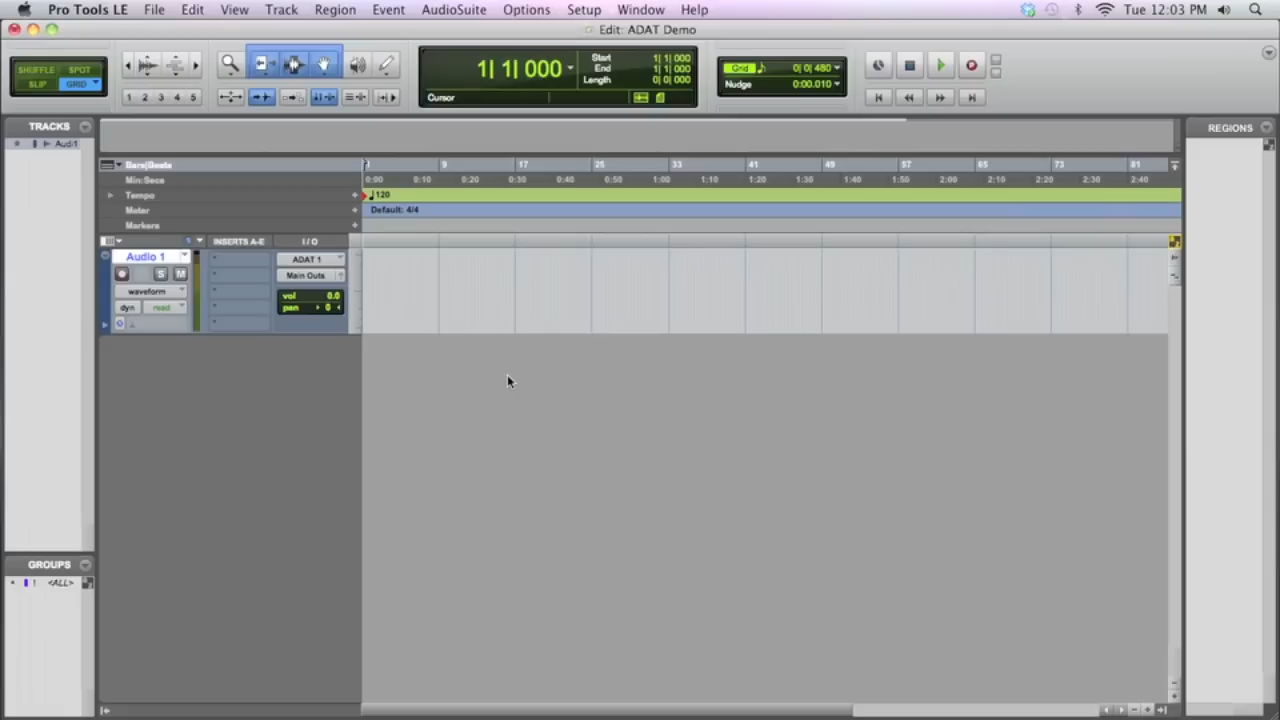 Pro Tools LE File Edit View Track Region Event AudioSuite Options Setup Window Help Tue 12:03 PM
Edit: ADAT Demo
SHUFFLE SPOT
SLIP GRID
1 2 3 4 5
1| 1| 000
Start 1| 1| 000
End 1| 1| 000
Length 0| 0| 000
Cursor
Grid 0| 0| 480
Nudge 0:00.010
TRACKS
Aud1
REGIONS
Bars|Beats 1 9 17 25 33 41 49 57 65 73 81
Min:Secs 0:00 0:10 0:20 0:30 0:40 0:50 1:00 1:10 1:20 1:30 1:40 1:50 2:00 2:10 2:20 2:30 2:40
Tempo 120
Meter Default: 4/4
Markers
INSERTS A-E I / O
Audio 1 ADAT 1
S M Main Outs
waveform vol 0.0
dyn read pan 0
GROUPS
1 <ALL>